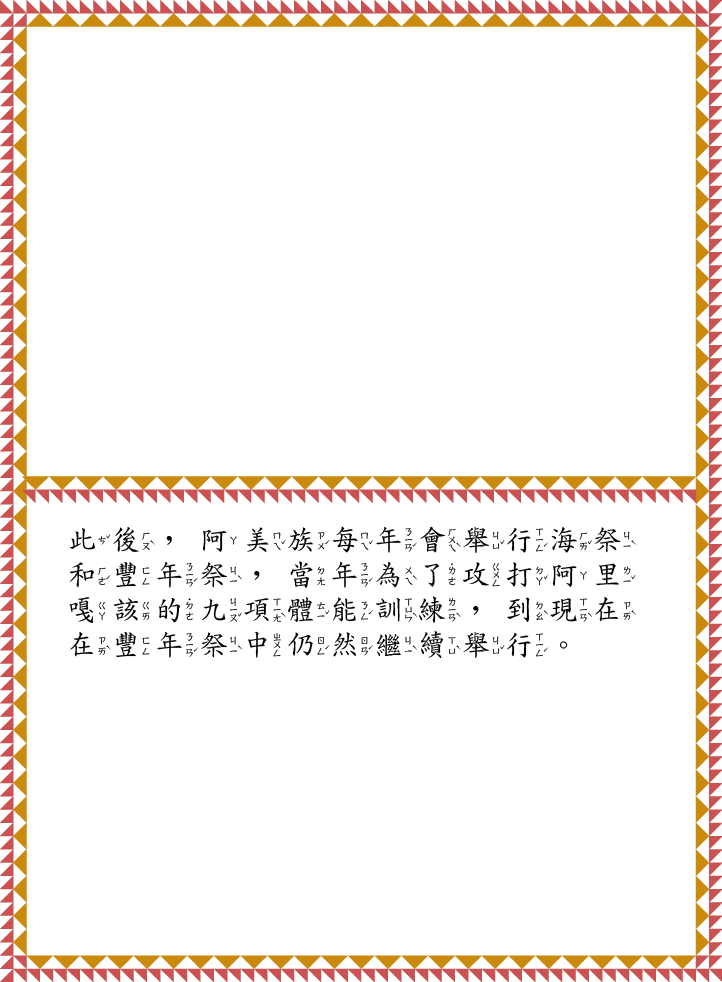 此後，阿美族每年會舉行海祭
和豐年祭，當年為了攻打阿里
嘎該的九項體能訓練，到現在
在豐年祭中仍然繼續舉行。